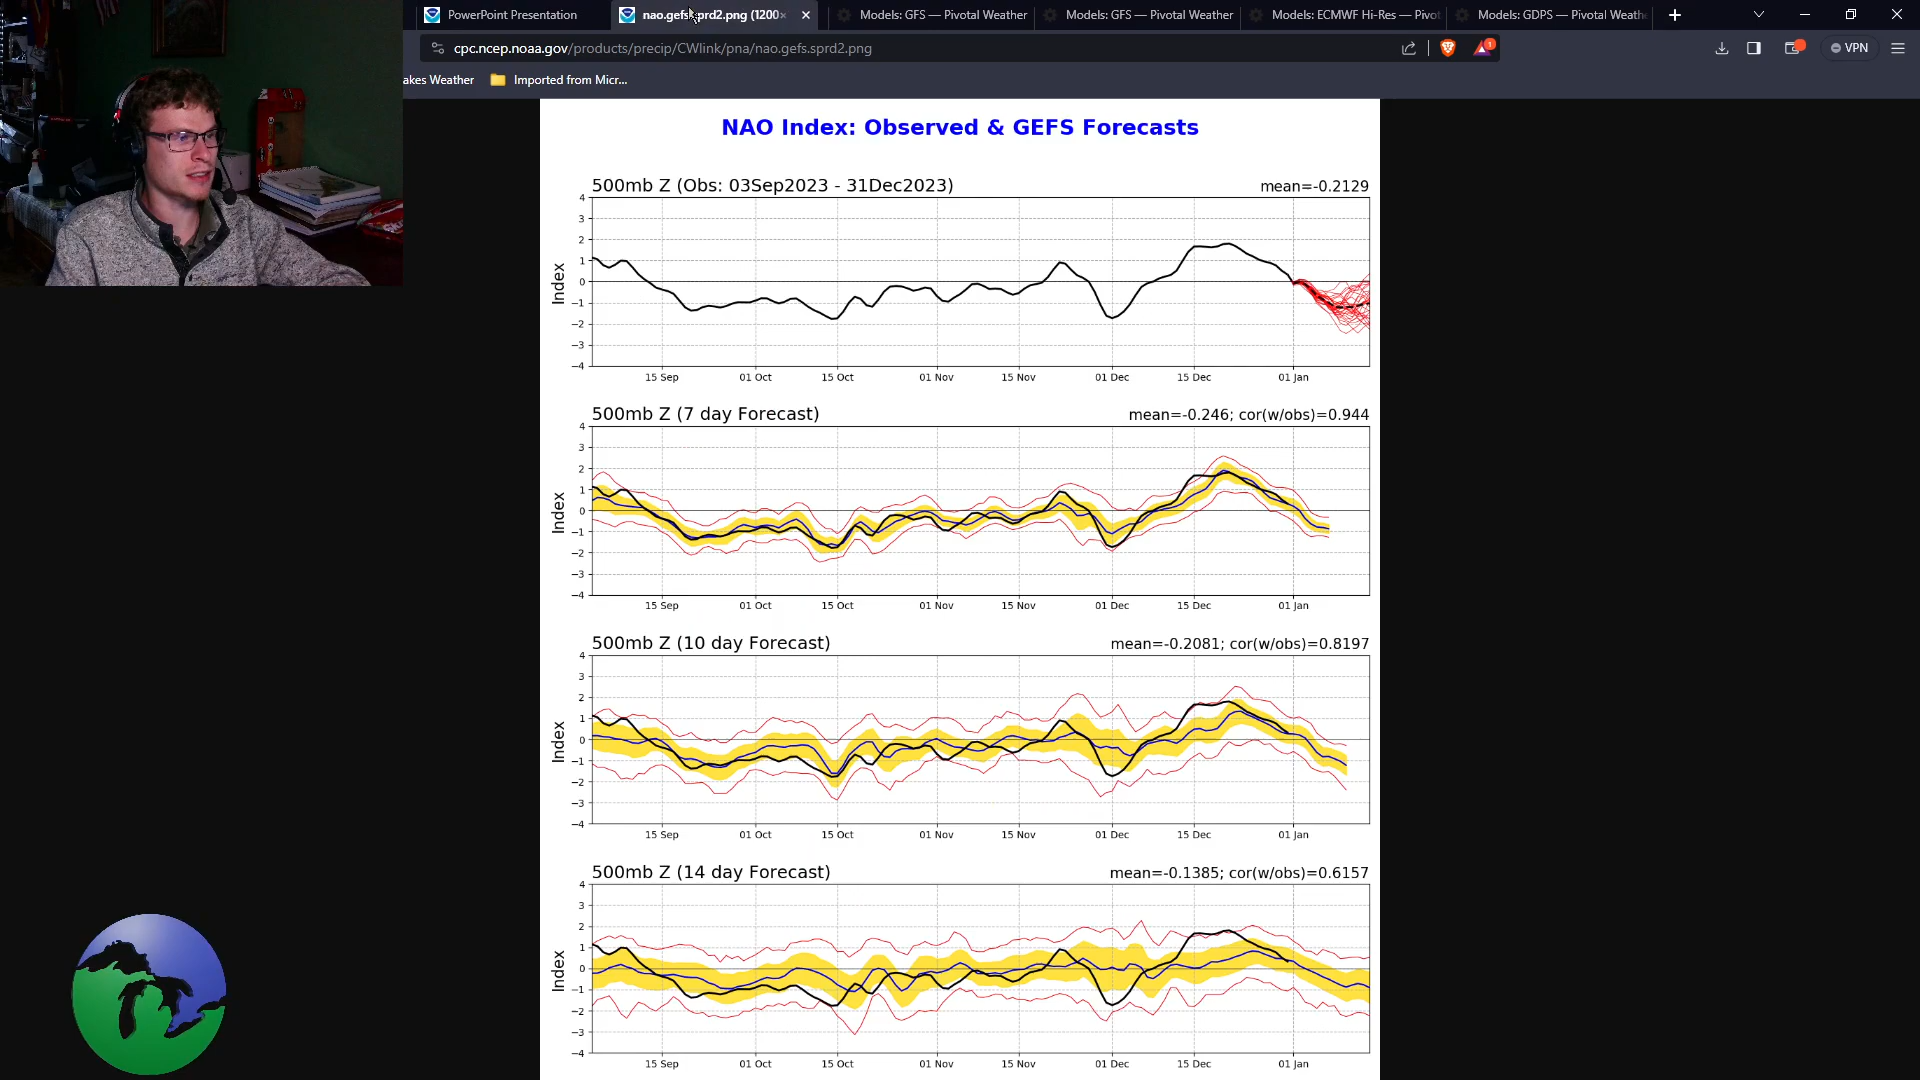 PowerPoint Presentation
nao.gefs.sprd2.png (1200×
Models: GFS — Pivotal Weather
Models: GFS — Pivotal Weather
Models: ECMWF Hi-Res — Pivot
Models: GDPS — Pivotal Weath
cpc.ncep.noaa.gov/products/precip/CWlink/pna/nao.gefs.sprd2.png
1
VPN
akes Weather
Imported from Micr...
NAO Index: Observed & GEFS Forecasts
500mb Z (Obs: 03Sep2023 - 31Dec2023)
mean=-0.2129
4
3
2
1
0
−1
−2
−3
−4
Index
15 Sep 01 Oct 15 Oct 01 Nov 15 Nov 01 Dec 15 Dec 01 Jan
500mb Z (7 day Forecast)
mean=-0.246; cor(w/obs)=0.944
4
3
2
1
0
−1
−2
−3
−4
Index
15 Sep 01 Oct 15 Oct 01 Nov 15 Nov 01 Dec 15 Dec 01 Jan
500mb Z (10 day Forecast)
mean=-0.2081; cor(w/obs)=0.8197
4
3
2
1
0
−1
−2
−3
−4
Index
15 Sep 01 Oct 15 Oct 01 Nov 15 Nov 01 Dec 15 Dec 01 Jan
500mb Z (14 day Forecast)
mean=-0.1385; cor(w/obs)=0.6157
4
3
2
1
0
−1
−2
−3
−4
Index
15 Sep 01 Oct 15 Oct 01 Nov 15 Nov 01 Dec 15 Dec 01 Jan